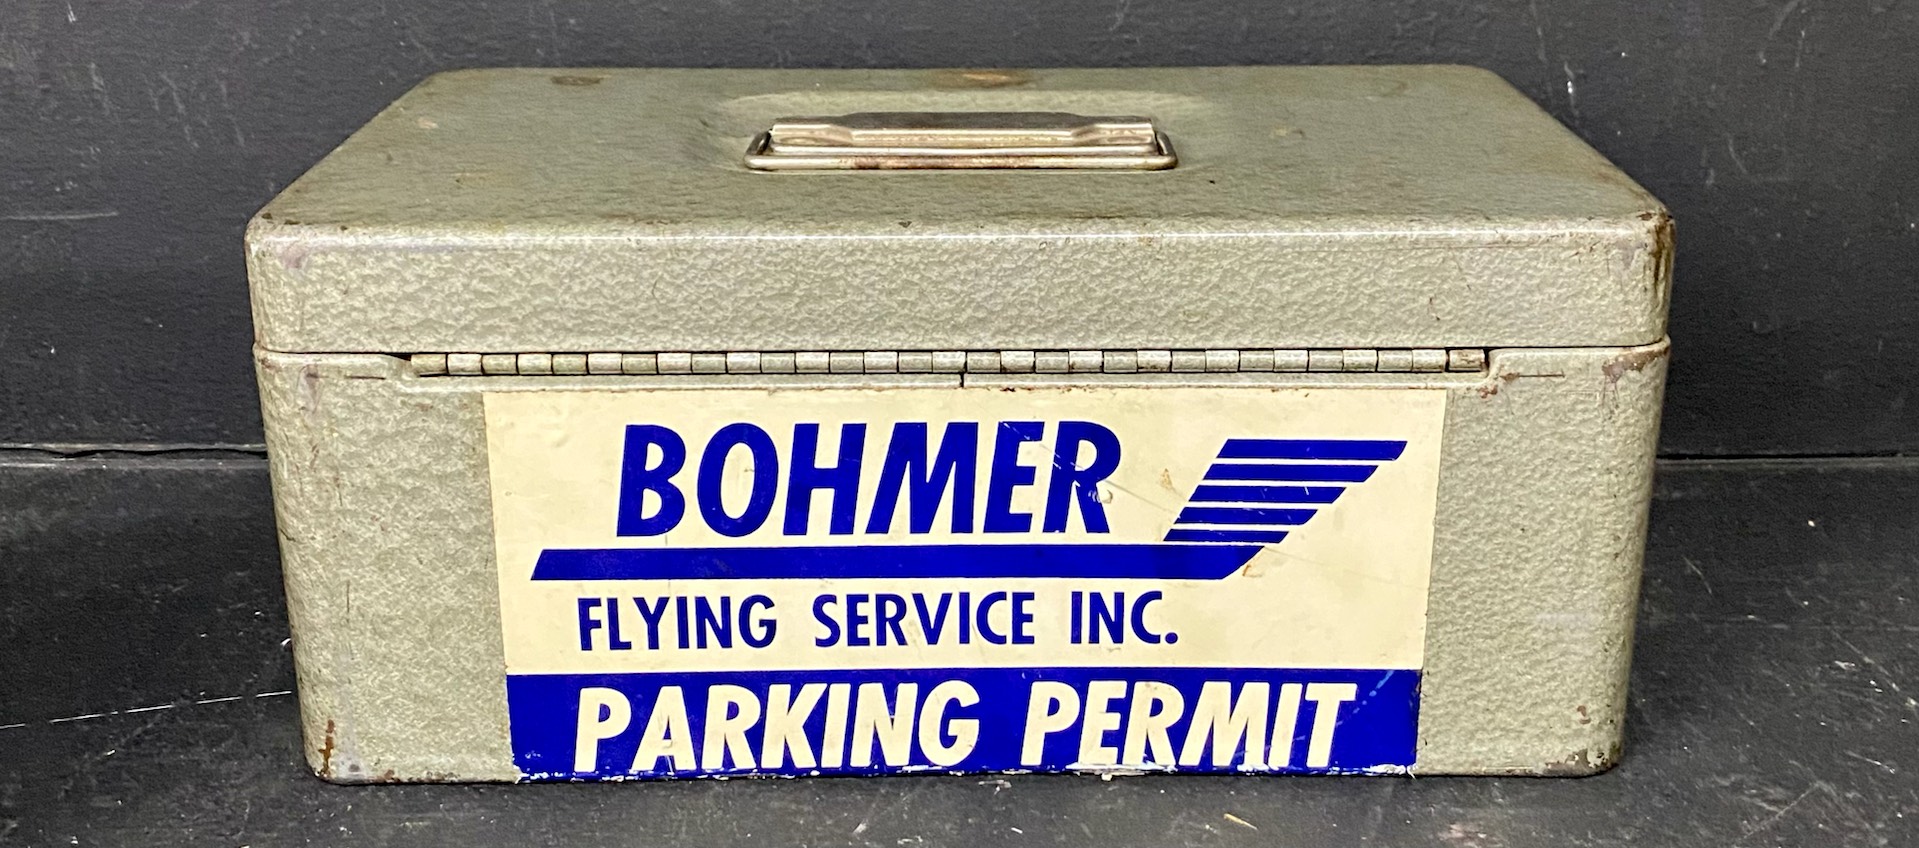 BOHMER
FLYING SERVICE INC.
PARKING PERMIT